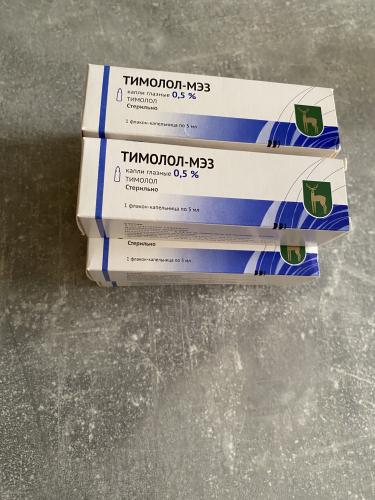 ТИМОЛОЛ-МЭЗ
капли глазные 0,5 %
ТИМОЛОЛ
Стерильно
1 флакон-капельница по 5 мл
ТИМОЛОЛ-МЭЗ
капли глазные 0,5 %
ТИМОЛОЛ
Стерильно
1 флакон-капельница по 5 мл
Стерильно
1 флакон-капельница по 5 мл